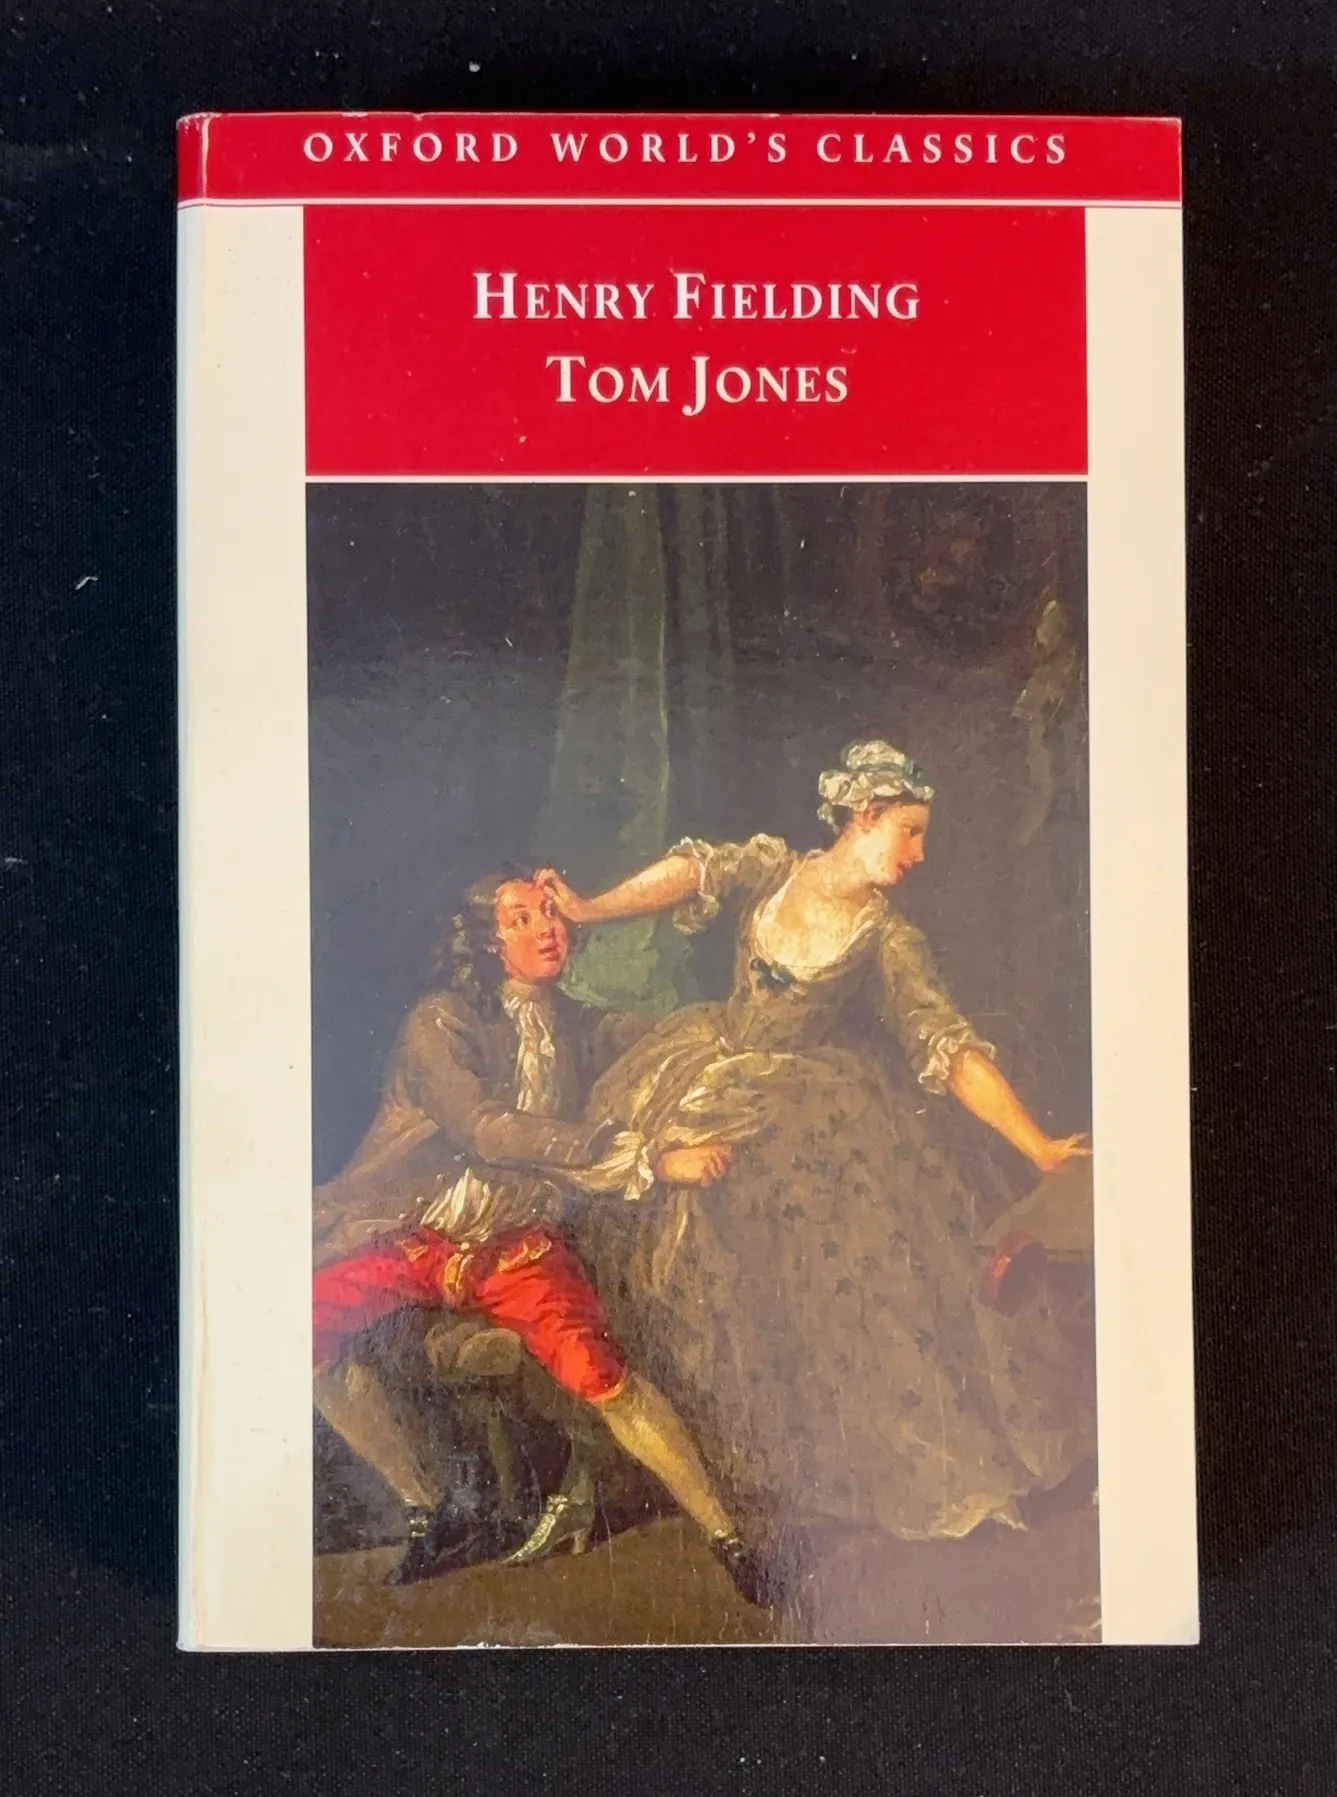 OXFORD WORLD'S CLASSICS
HENRY FIELDING
TOM JONES